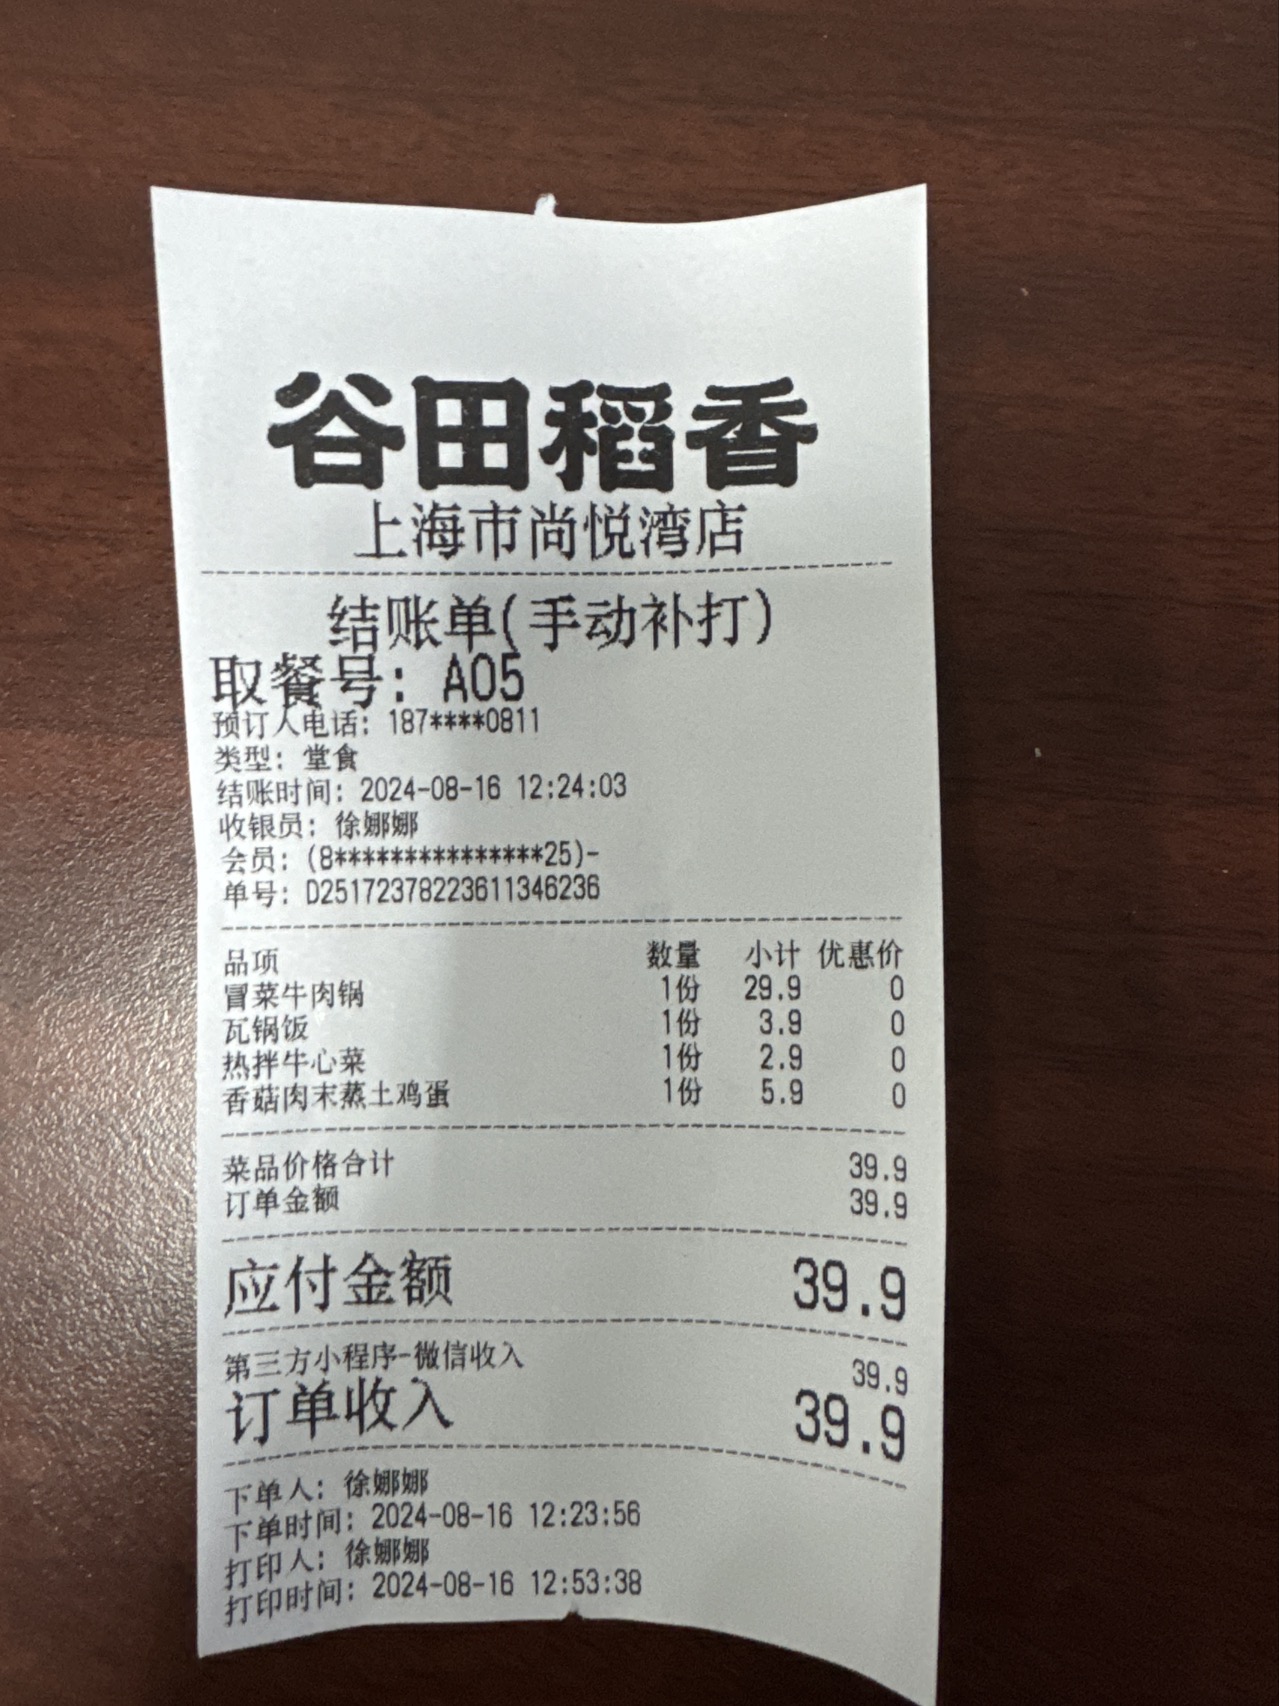 谷田稻香
上海市尚悦湾店
结账单(手动补打)
取餐号: A05
预订人电话: 187****0811
类型: 堂食
结账时间: 2024-08-16 12:24:03
收银员: 徐娜娜
会员: (8***************25)-
单号: D25172378223611346236
品项 数量 小计 优惠价
冒菜牛肉锅 1份 29.9 0
瓦锅饭 1份 3.9 0
热拌牛心菜 1份 2.9 0
香菇肉末蒸土鸡蛋 1份 5.9 0
菜品价格合计 39.9
订单金额 39.9
应付金额 39.9
第三方小程序-微信收入 39.9
订单收入 39.9
下单人: 徐娜娜
下单时间: 2024-08-16 12:23:56
打印人: 徐娜娜
打印时间: 2024-08-16 12:53:38